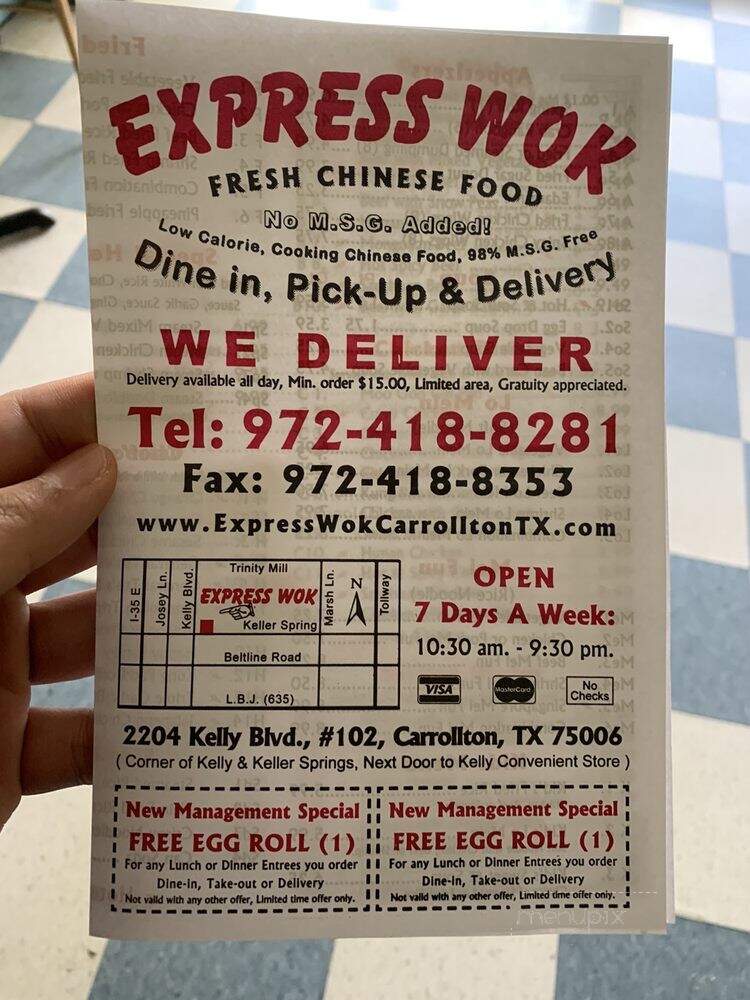 EXPRESS WOK
FRESH CHINESE FOOD
No M.S.G. Added!
Low Calorie, Cooking Chinese Food, 98% M.S.G. Free
Dine in, Pick-Up & Delivery
WE DELIVER
Delivery available all day, Min. order $15.00, Limited area, Gratuity appreciated.
Tel: 972-418-8281
Fax: 972-418-8353
www.ExpressWokCarrolltonTX.com
I-35 E
Josey Ln.
Kelly Blvd.
Trinity Mill
EXPRESS WOK
Keller Spring
Marsh Ln.
N
Tollway
Beltline Road
L.B.J. (635)
OPEN
7 Days A Week:
10:30 am. - 9:30 pm.
VISA
MasterCard
No
Checks
2204 Kelly Blvd., #102, Carrollton, TX 75006
( Corner of Kelly & Keller Springs, Next Door to Kelly Convenient Store )
New Management Special
FREE EGG ROLL (1)
For any Lunch or Dinner Entrees you order
Dine-in, Take-out or Delivery
Not valid with any other offer, Limited time offer only.
New Management Special
FREE EGG ROLL (1)
For any Lunch or Dinner Entrees you order
Dine-in, Take-out or Delivery
Not valid with any other offer, Limited time offer only.
menupix